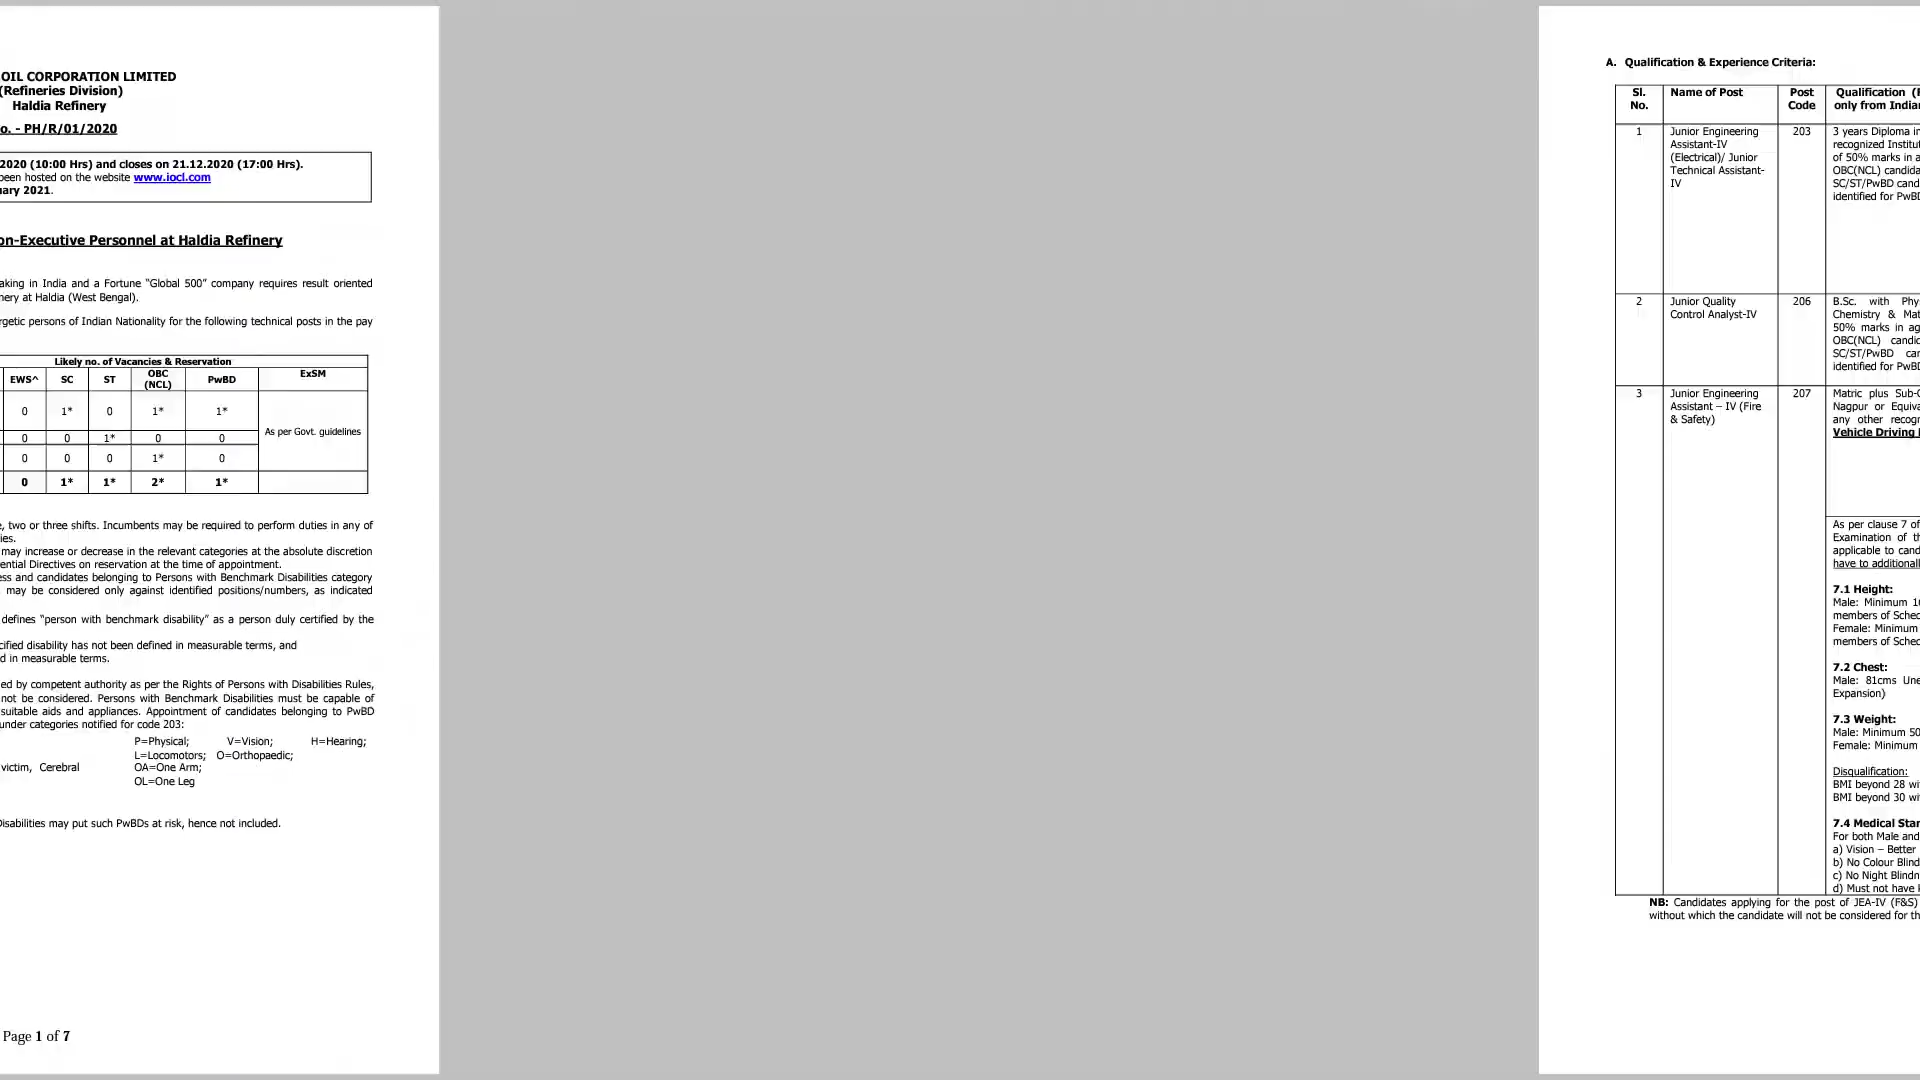 OIL CORPORATION LIMITED
(Refineries Division)
Haldia Refinery
o. - PH/R/01/2020
2020 (10:00 Hrs) and closes on 21.12.2020 (17:00 Hrs).
been hosted on the website www.iocl.com
uary 2021.
on-Executive Personnel at Haldia Refinery
aking in India and a Fortune “Global 500” company requires result oriented
nery at Haldia (West Bengal).
rgetic persons of Indian Nationality for the following technical posts in the pay
Likely no. of Vacancies & Reservation
EWS^ SC ST OBC (NCL) PwBD ExSM
0 1* 0 1* 1*
As per Govt. guidelines
0 0 1* 0 0
0 0 0 1* 0
0 1* 1* 2* 1*
e, two or three shifts. Incumbents may be required to perform duties in any of
ies.
may increase or decrease in the relevant categories at the absolute discretion
ential Directives on reservation at the time of appointment.
ess and candidates belonging to Persons with Benchmark Disabilities category
may be considered only against identified positions/numbers, as indicated
defines “person with benchmark disability” as a person duly certified by the
cified disability has not been defined in measurable terms, and
d in measurable terms.
ed by competent authority as per the Rights of Persons with Disabilities Rules,
not be considered. Persons with Benchmark Disabilities must be capable of
suitable aids and appliances. Appointment of candidates belonging to PwBD
under categories notified for code 203:
P=Physical; V=Vision; H=Hearing;
L=Locomotors; O=Orthopaedic;
victim, Cerebral OA=One Arm;
OL=One Leg
Disabilities may put such PwBDs at risk, hence not included.
Page 1 of 7
A. Qualification & Experience Criteria:
Sl. No. Name of Post Post Code Qualification (F
only from Indian
1 Junior Engineering 203 3 years Diploma in
Assistant-IV recognized Institut
(Electrical)/ Junior of 50% marks in a
Technical Assistant- OBC(NCL) candida
IV SC/ST/PwBD cand
identified for PwBD
2 Junior Quality 206 B.Sc. with Phys
Control Analyst-IV Chemistry & Mat
50% marks in ag
OBC(NCL) candid
SC/ST/PwBD can
identified for PwBD
3 Junior Engineering 207 Matric plus Sub-O
Assistant – IV (Fire Nagpur or Equiva
& Safety) any other recogn
Vehicle Driving
As per clause 7 of
Examination of th
applicable to cand
have to additionall
7.1 Height:
Male: Minimum 16
members of Sched
Female: Minimum
members of Sched
7.2 Chest:
Male: 81cms Une
Expansion)
7.3 Weight:
Male: Minimum 50
Female: Minimum
Disqualification:
BMI beyond 28 wi
BMI beyond 30 wi
7.4 Medical Stan
For both Male and
a) Vision – Better
b) No Colour Blind
c) No Night Blindn
d) Must not have
NB: Candidates applying for the post of JEA-IV (F&S)
without which the candidate will not be considered for th